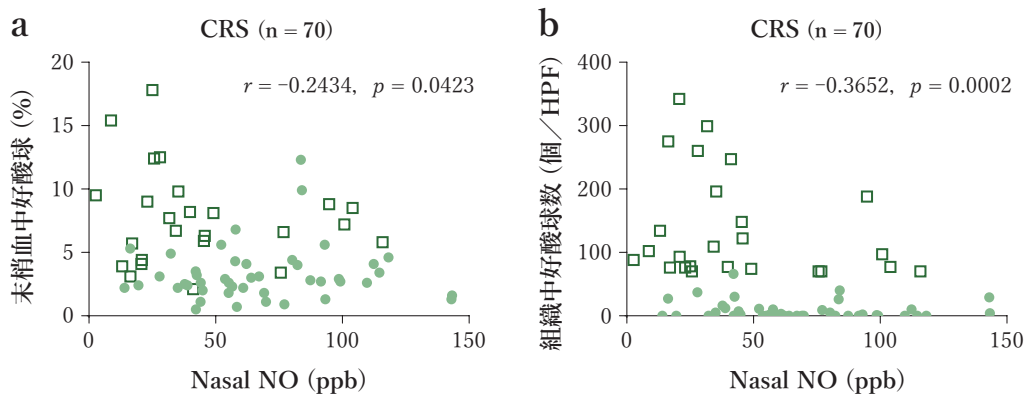 a
CRS (n = 70)
r = −0.2434, p = 0.0423
末梢血中好酸球 (%)
20
15
10
5
0
0 50 100 150
Nasal NO (ppb)
b
CRS (n = 70)
r = −0.3652, p = 0.0002
組織中好酸球数 (個／HPF)
400
300
200
100
0
0 50 100 150
Nasal NO (ppb)